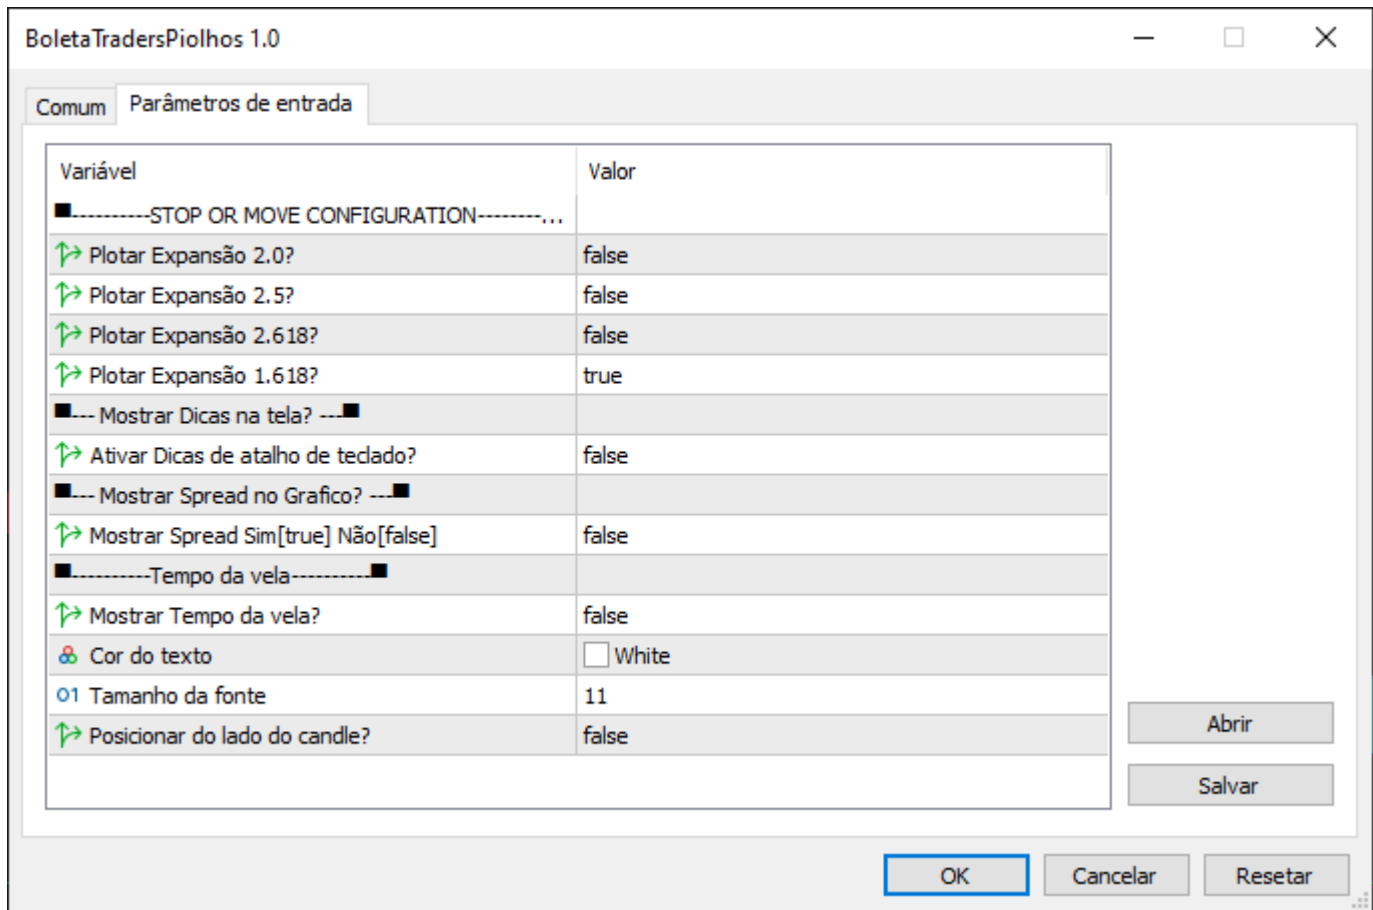 BoletaTradersPiolhos 1.0
Comum Parâmetros de entrada
Variável Valor
■----------STOP OR MOVE CONFIGURATION--------...
Plotar Expansão 2.0? false
Plotar Expansão 2.5? false
Plotar Expansão 2.618? false
Plotar Expansão 1.618? true
■--- Mostrar Dicas na tela? ---■
Ativar Dicas de atalho de teclado? false
■--- Mostrar Spread no Grafico? ---■
Mostrar Spread Sim[true] Não[false] false
■----------Tempo da vela----------■
Mostrar Tempo da vela? false
Cor do texto White
01 Tamanho da fonte 11
Posicionar do lado do candle? false
Abrir
Salvar
OK Cancelar Resetar